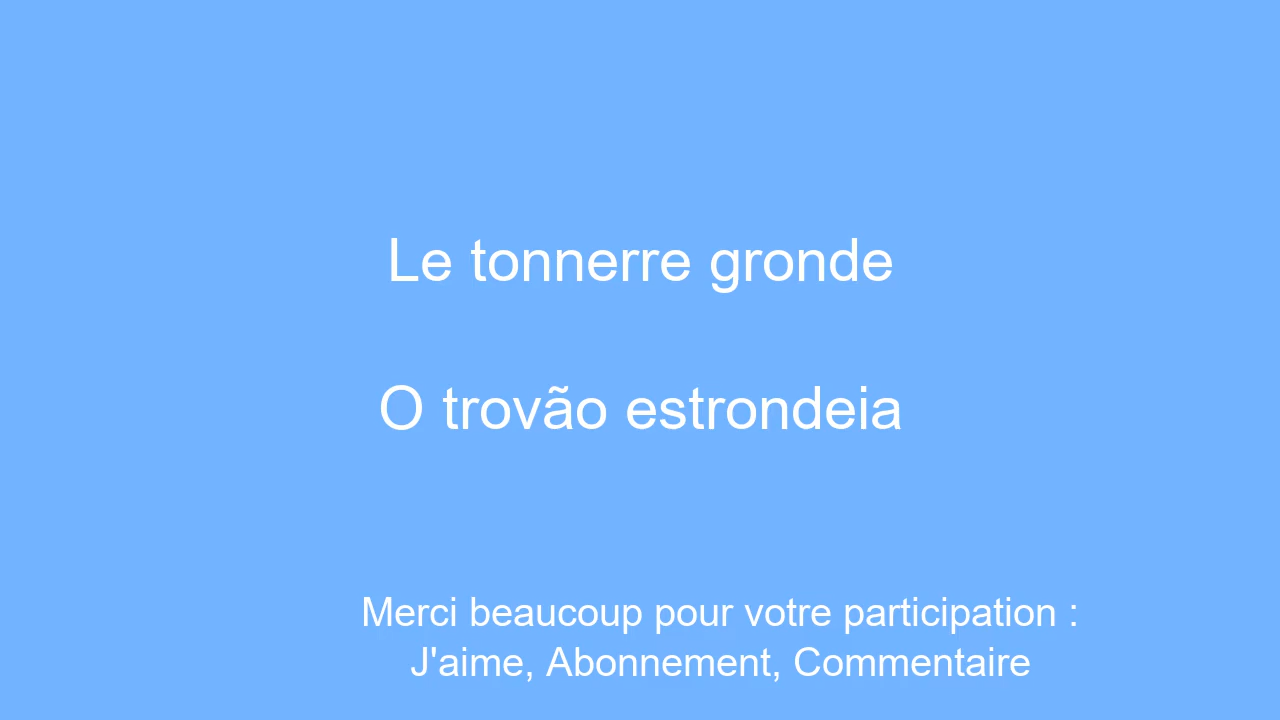 Le tonnerre gronde
O trovão estrondeia
Merci beaucoup pour votre participation :
J'aime, Abonnement, Commentaire